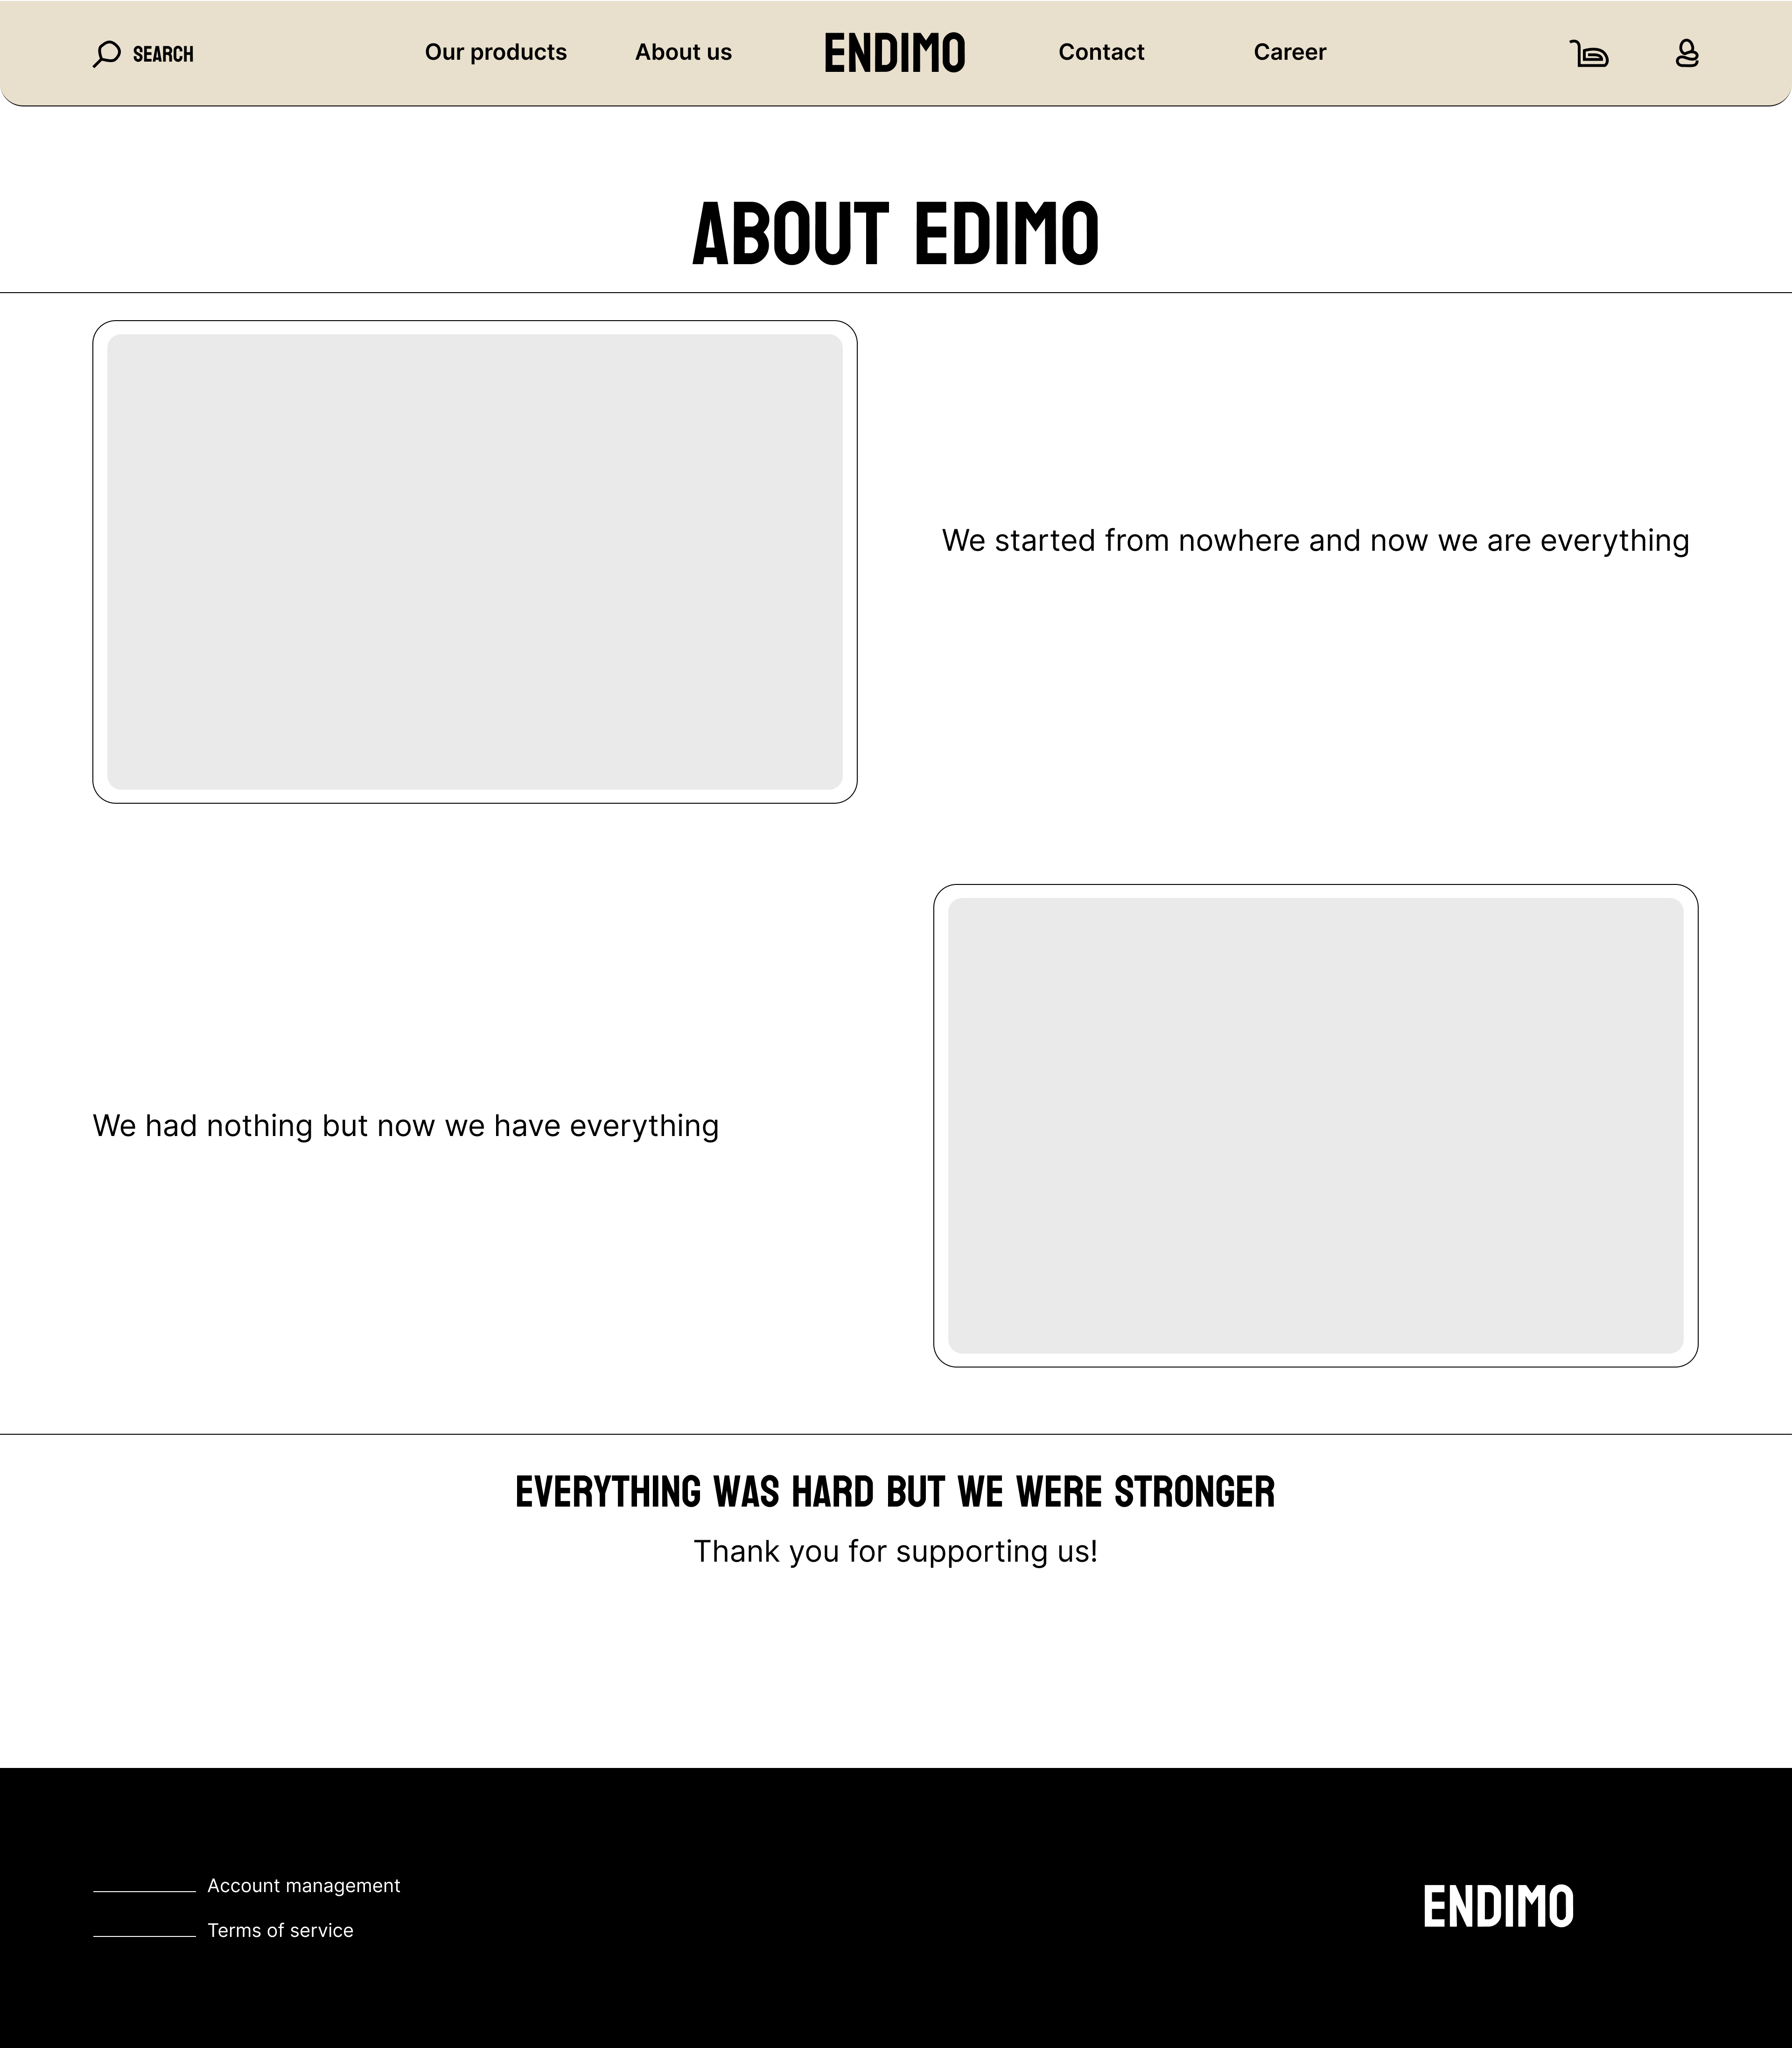 SEARCH
Our products
About us
ENDIMO
Contact
Career
ABOUT EDIMO
We started from nowhere and now we are everything
We had nothing but now we have everything
EVERYTHING WAS HARD BUT WE WERE STRONGER
Thank you for supporting us!
Account management
Terms of service
ENDIMO